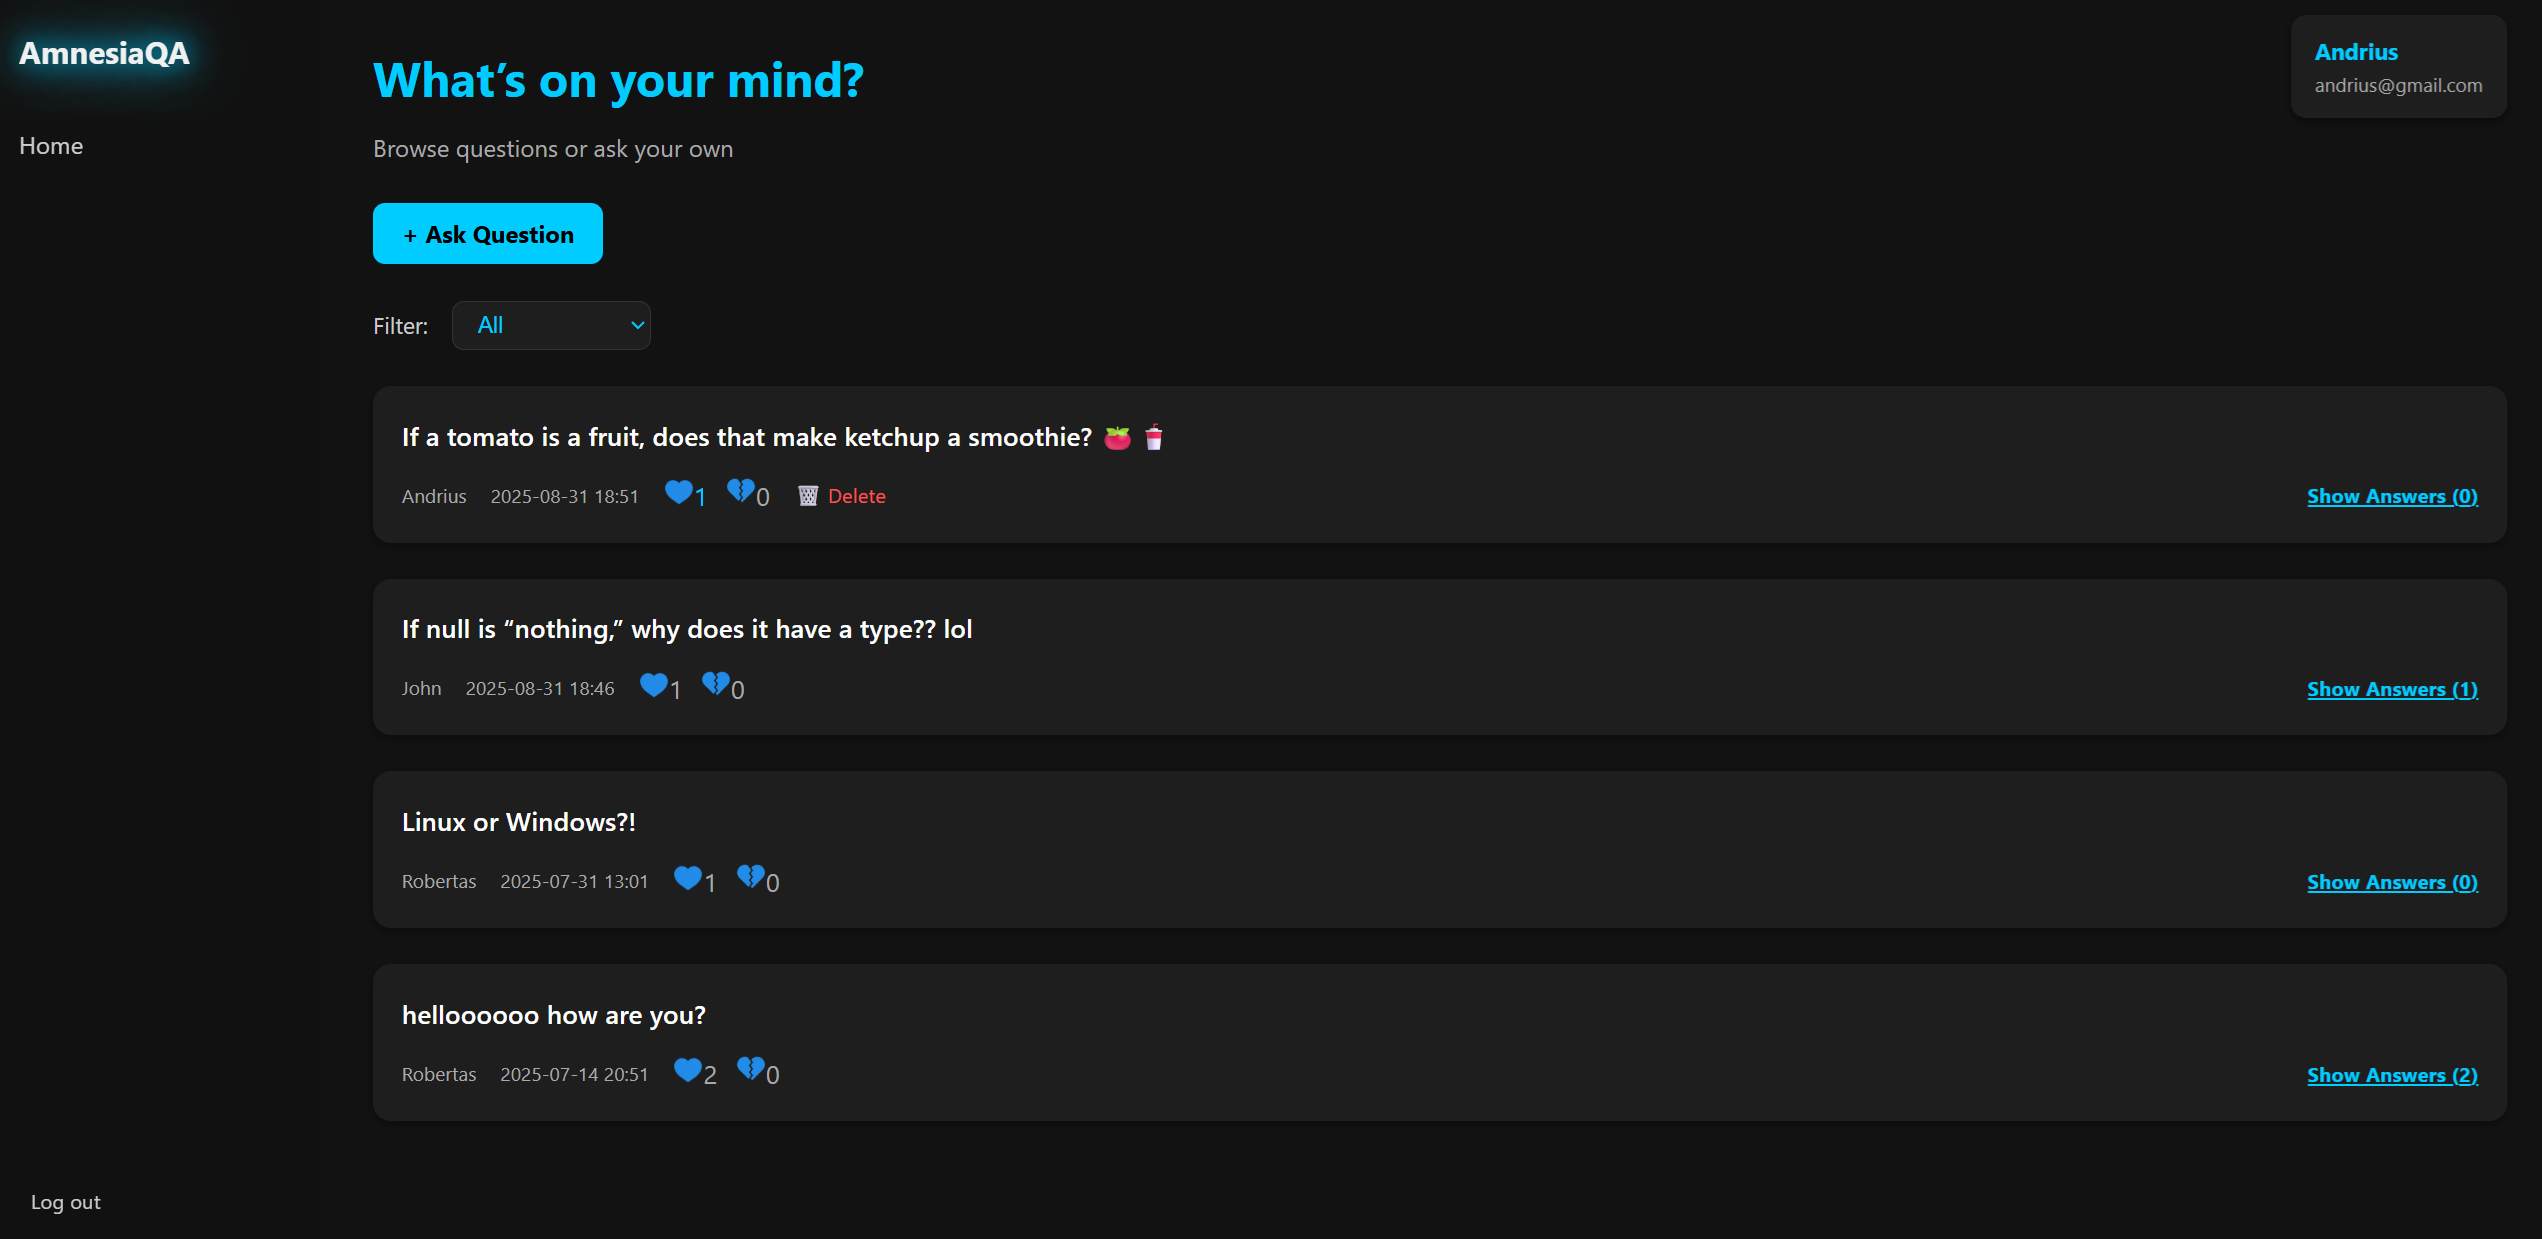 AmnesiaQA
Home
Log out
What’s on your mind?
Browse questions or ask your own
+ Ask Question
Filter: All
Andrius
andrius@gmail.com
If a tomato is a fruit, does that make ketchup a smoothie? 🍅 🥤
Andrius 2025-08-31 18:51 1 0 Delete Show Answers (0)
If null is “nothing,” why does it have a type?? lol
John 2025-08-31 18:46 1 0 Show Answers (1)
Linux or Windows?!
Robertas 2025-07-31 13:01 1 0 Show Answers (0)
helloooooo how are you?
Robertas 2025-07-14 20:51 2 0 Show Answers (2)